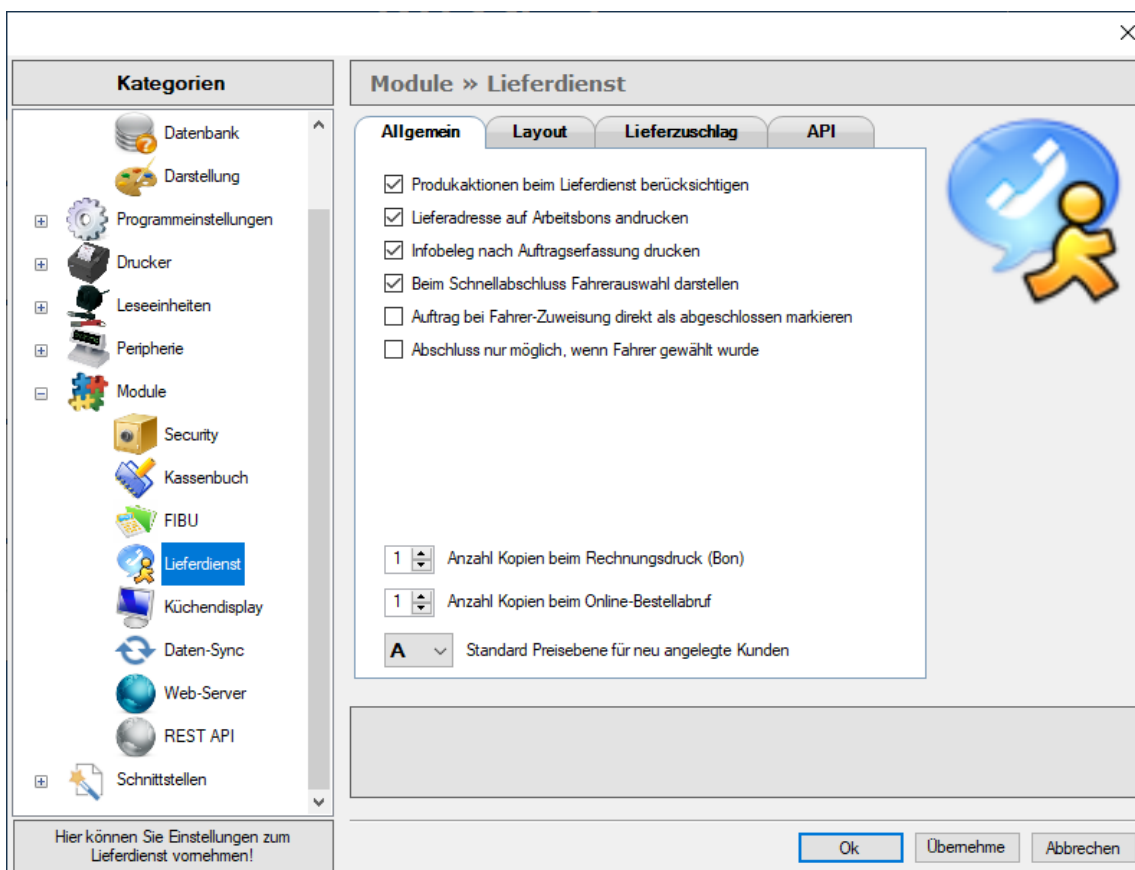 Kategorien
Datenbank
Darstellung
Programmeinstellungen
Drucker
Leseeinheiten
Peripherie
Module
Security
Kassenbuch
FIBU
Lieferdienst
Küchendisplay
Daten-Sync
Web-Server
REST API
Schnittstellen
Hier können Sie Einstellungen zum
Lieferdienst vornehmen!
Module » Lieferdienst
Allgemein Layout Lieferzuschlag API
Produkaktionen beim Lieferdienst berücksichtigen
Lieferadresse auf Arbeitsbons andrucken
Infobeleg nach Auftragserfassung drucken
Beim Schnellabschluss Fahrerauswahl darstellen
Auftrag bei Fahrer-Zuweisung direkt als abgeschlossen markieren
Abschluss nur möglich, wenn Fahrer gewählt wurde
1 Anzahl Kopien beim Rechnungsdruck (Bon)
1 Anzahl Kopien beim Online-Bestellabruf
A Standard Preisebene für neu angelegte Kunden
Ok Übernehme Abbrechen